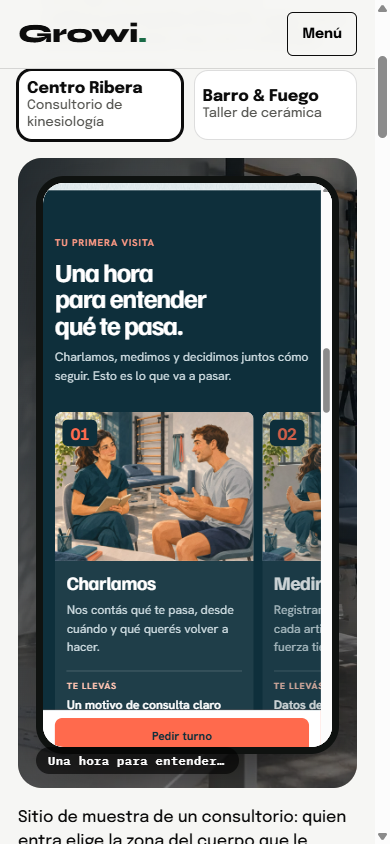 Growi.
Menú
Centro Ribera
Consultorio de
kinesiología
Barro & Fuego
Taller de cerámica
TU PRIMERA VISITA
Una hora
para entender
qué te pasa.
Charlamos, medimos y decidimos juntos cómo
seguir. Esto es lo que va a pasar.
01
Charlamos
Nos contás qué te pasa, desde
cuándo y qué querés volver a
hacer.
TE LLEVÁS
Un motivo de consulta claro
02
Medir
Registrar
cada arti
fuerza ti
TE LLEVÁS
Datos de
Pedir turno
Una hora para entender…
Sitio de muestra de un consultorio: quien
entra elige la zona del cuerpo que le